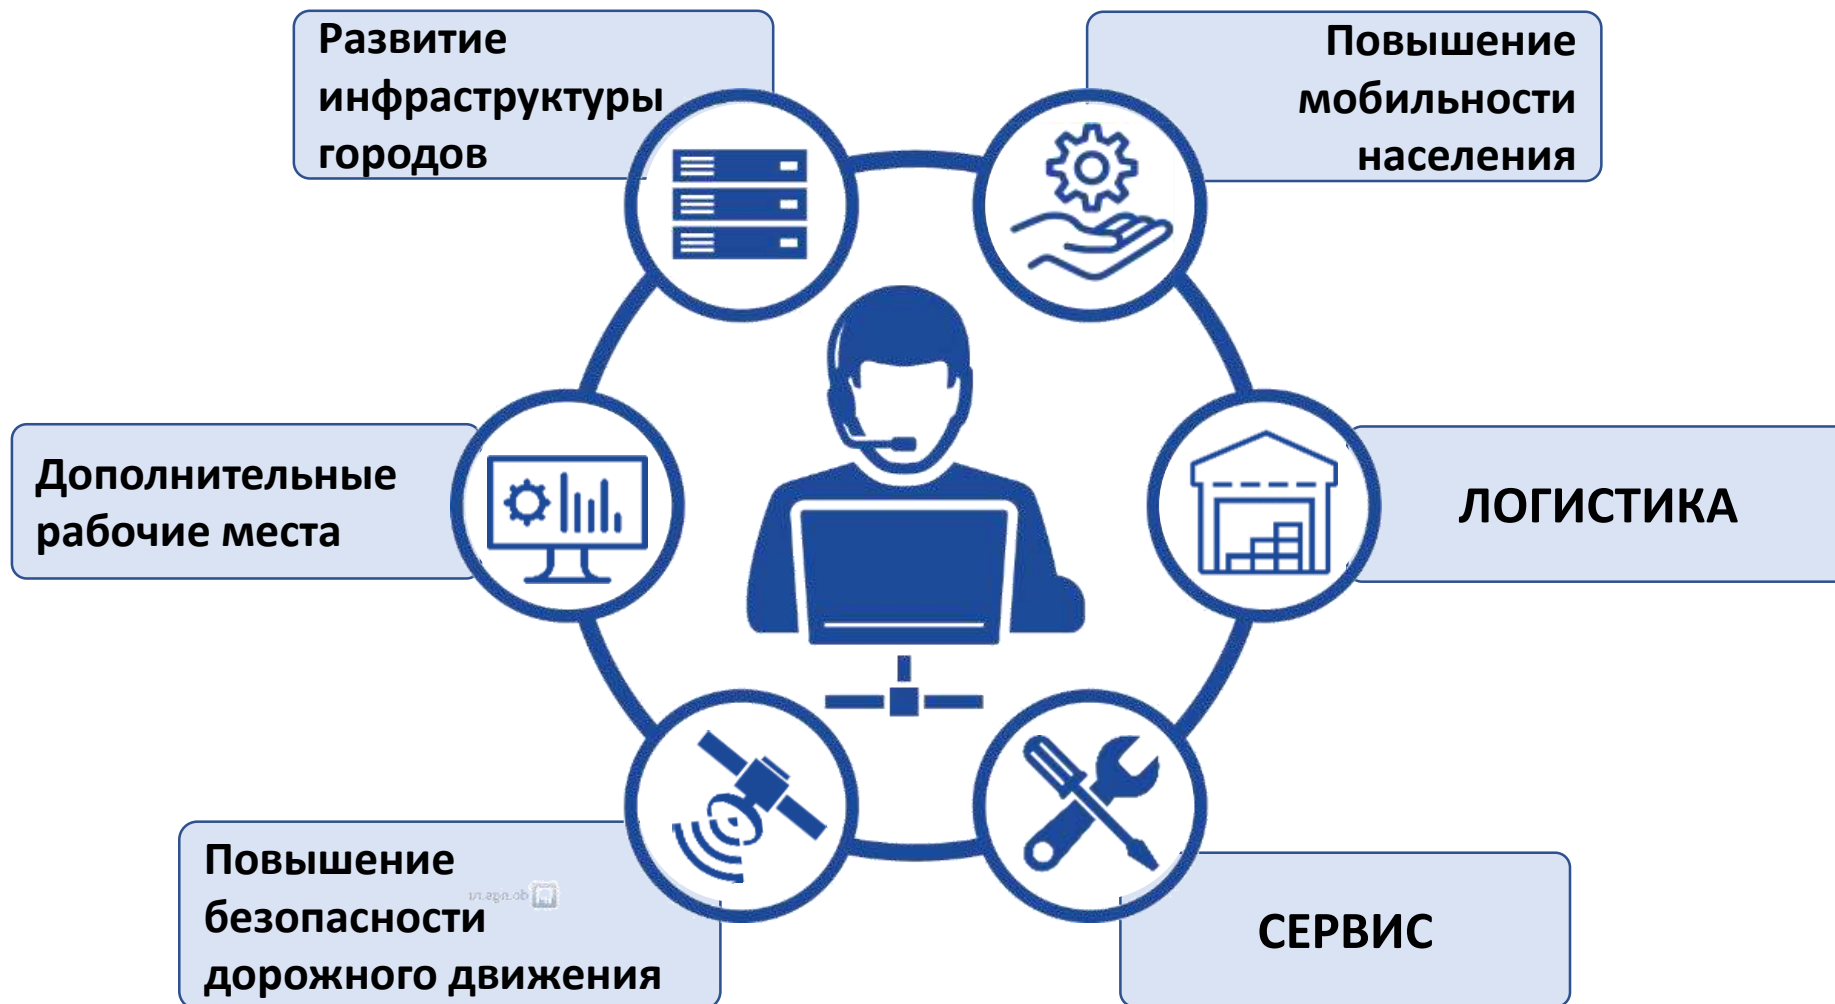 Развитие
инфраструктуры
городов
Повышение
мобильности
населения
Дополнительные
рабочие места
ЛОГИСТИКА
Повышение
безопасности
дорожного движения
СЕРВИС